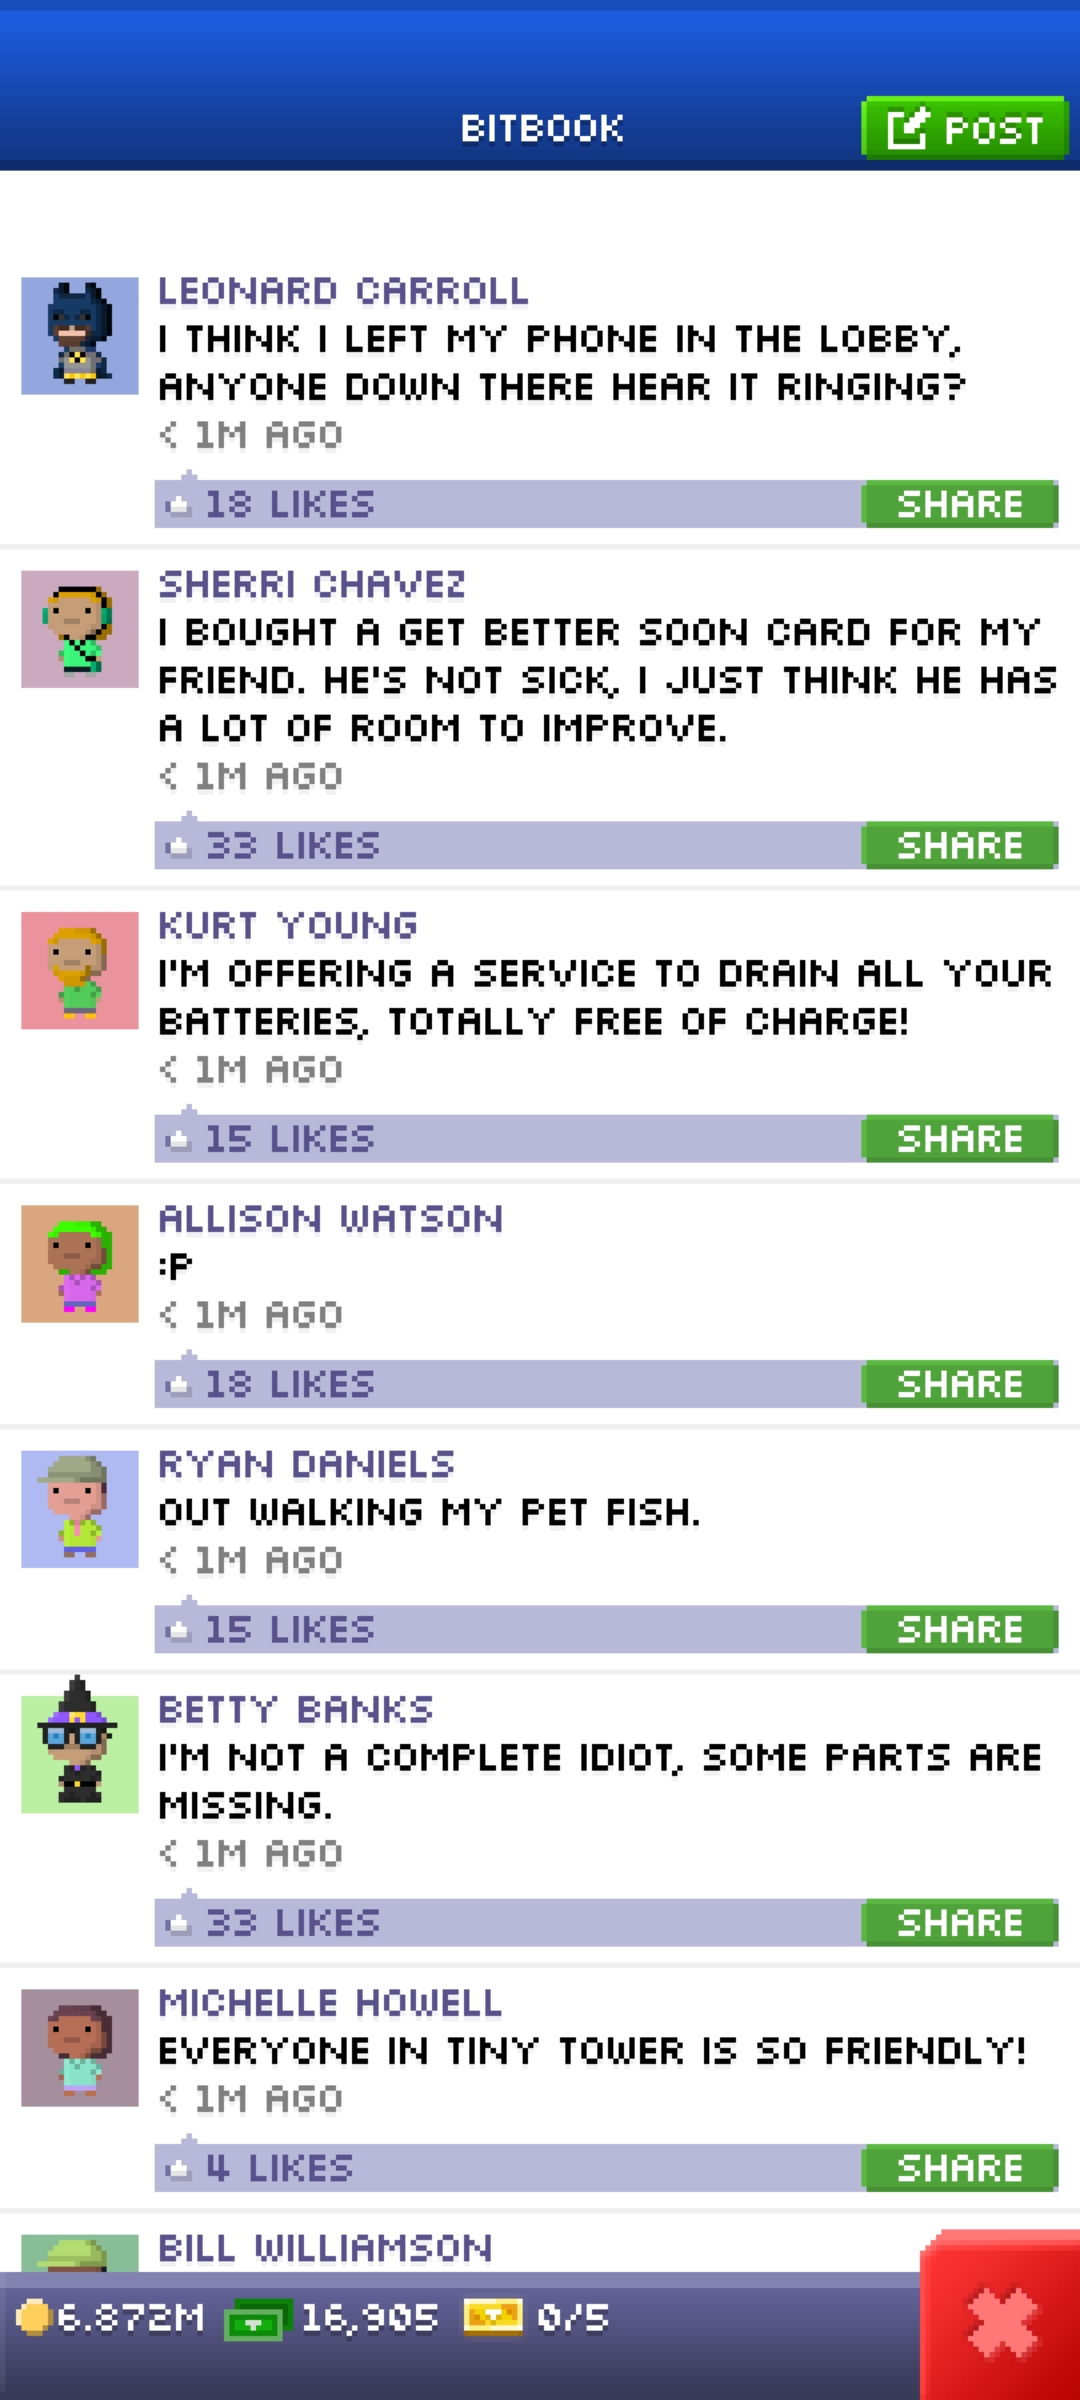 BITBOOK
POST
LEONARD CARROLL
I THINK I LEFT MY PHONE IN THE LOBBY,
ANYONE DOWN THERE HEAR IT RINGING?
< 1M AGO
18 LIKES
SHARE
SHERRI CHAVEZ
I BOUGHT A GET BETTER SOON CARD FOR MY
FRIEND. HE'S NOT SICK, I JUST THINK HE HAS
A LOT OF ROOM TO IMPROVE.
< 1M AGO
33 LIKES
SHARE
KURT YOUNG
I'M OFFERING A SERVICE TO DRAIN ALL YOUR
BATTERIES, TOTALLY FREE OF CHARGE!
< 1M AGO
15 LIKES
SHARE
ALLISON WATSON
:P
< 1M AGO
18 LIKES
SHARE
RYAN DANIELS
OUT WALKING MY PET FISH.
< 1M AGO
15 LIKES
SHARE
BETTY BANKS
I'M NOT A COMPLETE IDIOT, SOME PARTS ARE
MISSING.
< 1M AGO
33 LIKES
SHARE
MICHELLE HOWELL
EVERYONE IN TINY TOWER IS SO FRIENDLY!
< 1M AGO
4 LIKES
SHARE
BILL WILLIAMSON
6.872M 16,905 0/5